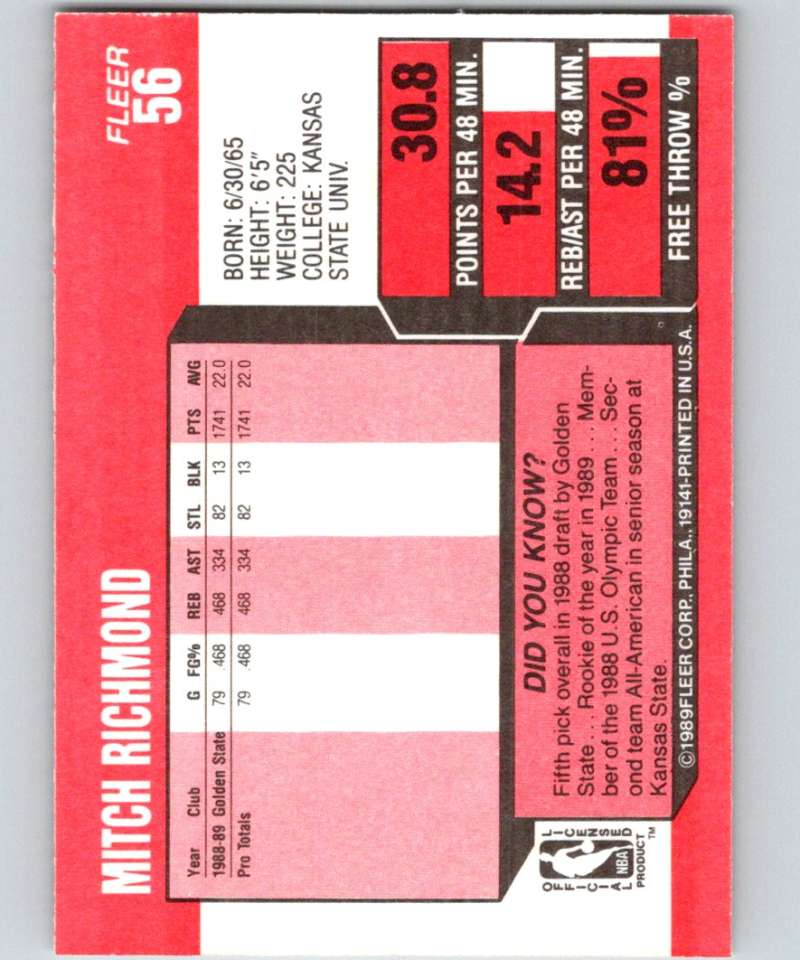 MITCH RICHMOND
FLEER
56
BORN: 6/30/65
HEIGHT: 6'5"
WEIGHT: 225
COLLEGE: KANSAS
STATE UNIV.
Year Club G FG% REB AST STL BLK PTS AVG
1988-89 Golden State 79 .468 468 334 82 13 1741 22.0
Pro Totals 79 .468 468 334 82 13 1741 22.0
30.8
POINTS PER 48 MIN.
14.2
REB/AST PER 48 MIN.
81%
FREE THROW %
DID YOU KNOW?
Fifth pick overall in 1988 draft by Golden
State . . . Rookie of the year in 1989 . . . Mem-
ber of the 1988 U.S. Olympic Team . . . Sec-
ond team All-American in senior season at
Kansas State.
OFFICIAL LICENSED
NBA
PRODUCT™
©1989FLEER CORP., PHILA., 19141-PRINTED IN U.S.A.